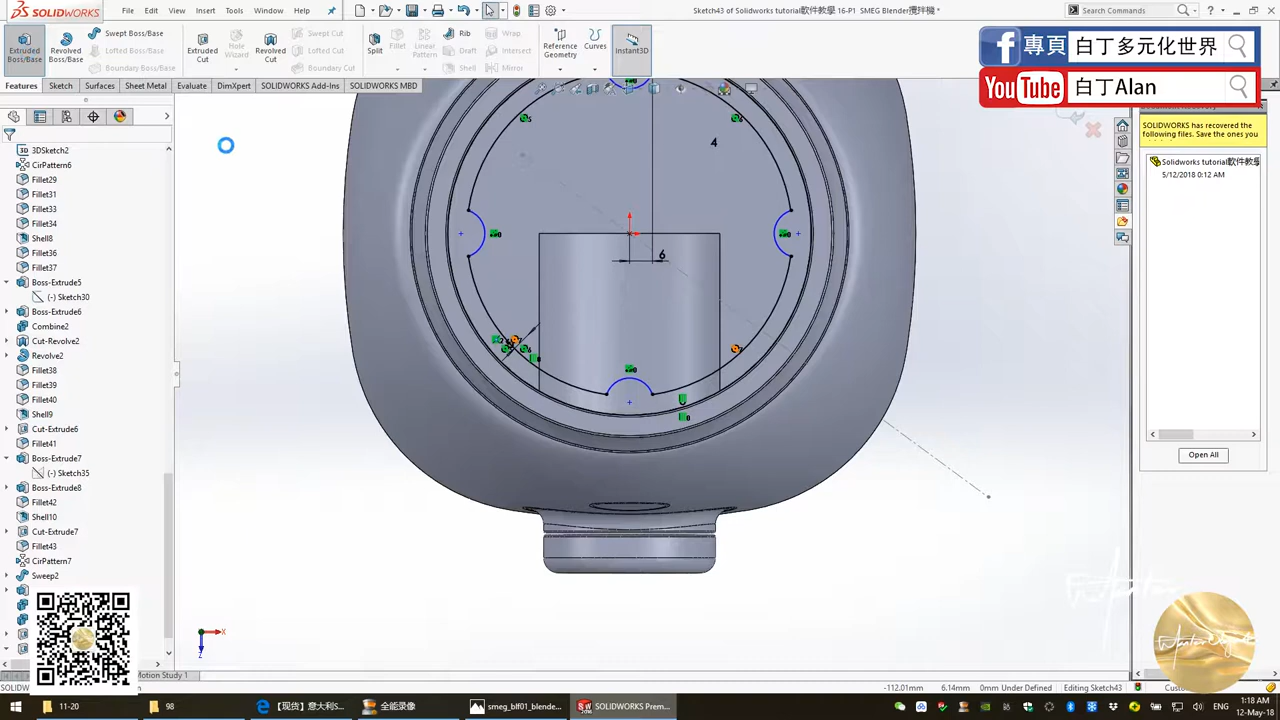 SOLIDWORKS
File
Edit
View
Insert
Tools
Window
Help
Sketch43 of Solidworks tutorial軟件教學 16-P1 SMEG Blender攪拌機 *
Search Commands
Extruded Boss/Base
Revolved Boss/Base
Swept Boss/Base
Lofted Boss/Base
Boundary Boss/Base
Extruded Cut
Hole Wizard
Revolved Cut
Swept Cut
Lofted Cut
Boundary Cut
Split
Fillet
Linear Pattern
Rib
Draft
Shell
Wrap
Intersect
Mirror
Reference Geometry
Curves
Instant3D
Features
Sketch
Surfaces
Sheet Metal
Evaluate
DimXpert
SOLIDWORKS Add-Ins
SOLIDWORKS MBD
f 專頁 白丁多元化世界
YouTube 白丁Alan
3DSketch2
CirPattern6
Fillet29
Fillet31
Fillet33
Fillet34
Shell8
Fillet36
Fillet37
Boss-Extrude5
(-) Sketch30
Boss-Extrude6
Combine2
Cut-Revolve2
Revolve2
Fillet38
Fillet39
Fillet40
Shell9
Cut-Extrude6
Fillet41
Boss-Extrude7
(-) Sketch35
Boss-Extrude8
Fillet42
Shell10
Cut-Extrude7
Fillet43
CirPattern7
Sweep2
4
6
X
Z
SOLIDWORKS has recovered the following files. Save the ones you
Solidworks tutorial軟件教學
5/12/2018 0:12 AM
Open All
Motion Study 1
-112.01mm
6.14mm
0mm Under Defined
Editing Sketch43
11-20
98
【现货】意大利S...
全能录像
smeg_blf01_blende...
SOLIDWORKS Prem...
ENG
1:18 AM
12-May-18